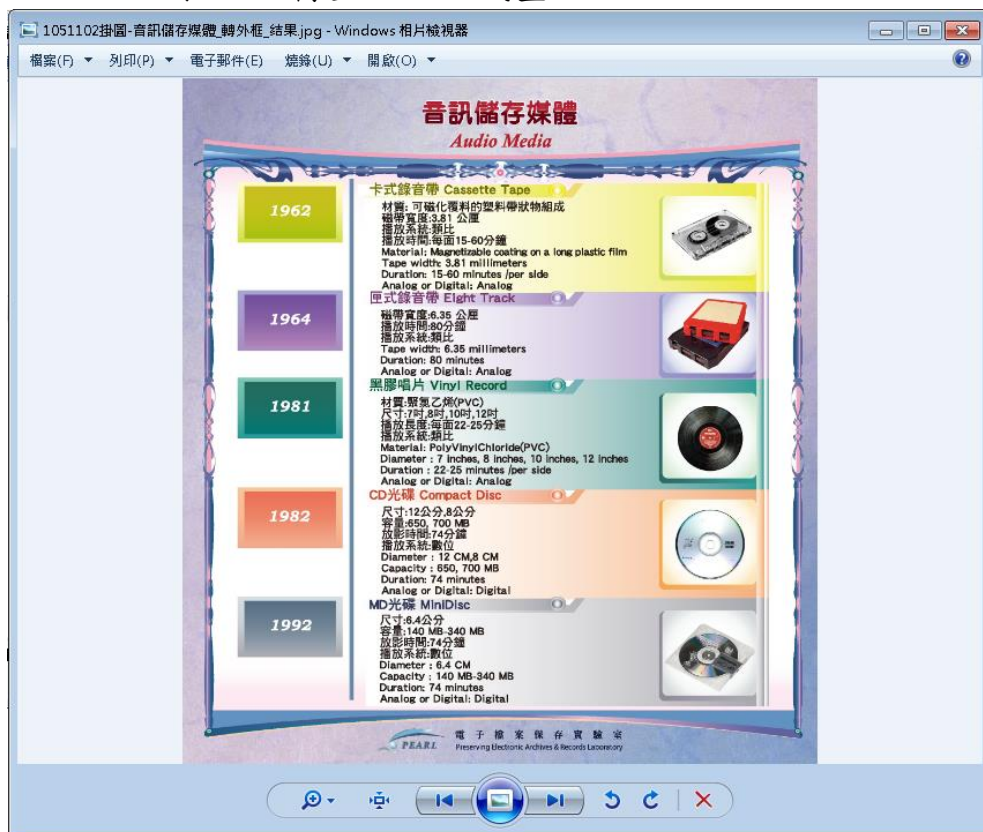 1051102掛圖-音訊儲存媒體_轉外框_結果.jpg - Windows 相片檢視器
檔案(F) 列印(P) 電子郵件(E) 燒錄(U) 開啟(O)
音訊儲存媒體
Audio Media
1962
卡式錄音帶 Cassette Tape
材質: 可磁化覆料的塑料帶狀物組成
磁帶寬度:3.81 公厘
播放系統:類比
播放時間:每面15-60分鐘
Material: Magnetizable coating on a long plastic film
Tape width: 3.81 millimeters
Duration: 15-60 minutes /per side
Analog or Digital: Analog
1964
匣式錄音帶 Eight Track
磁帶寬度:6.35 公厘
播放時間:80分鐘
播放系統:類比
Tape width: 6.35 millimeters
Duration: 80 minutes
Analog or Digital: Analog
1981
黑膠唱片 Vinyl Record
材質:聚氯乙烯(PVC)
尺寸:7吋,8吋,10吋,12吋
播放長度:每面22-25分鐘
播放系統:類比
Material: PolyVinylChloride(PVC)
Diameter : 7 inches, 8 inches, 10 inches, 12 inches
Duration : 22-25 minutes /per side
Analog or Digital: Analog
1982
CD光碟 Compact Disc
尺寸:12公分,8公分
容量:650, 700 MB
放影時間:74分鐘
播放系統:數位
Diameter : 12 CM,8 CM
Capacity : 650, 700 MB
Duration: 74 minutes
Analog or Digital: Digital
1992
MD光碟 MiniDisc
尺寸:6.4公分
容量:140 MB-340 MB
放影時間:74分鐘
播放系統:數位
Diameter : 6.4 CM
Capacity : 140 MB-340 MB
Duration: 74 minutes
Analog or Digital: Digital
PEARL
電子檔案保存實驗室
Preserving Electronic Archives & Records Laboratory